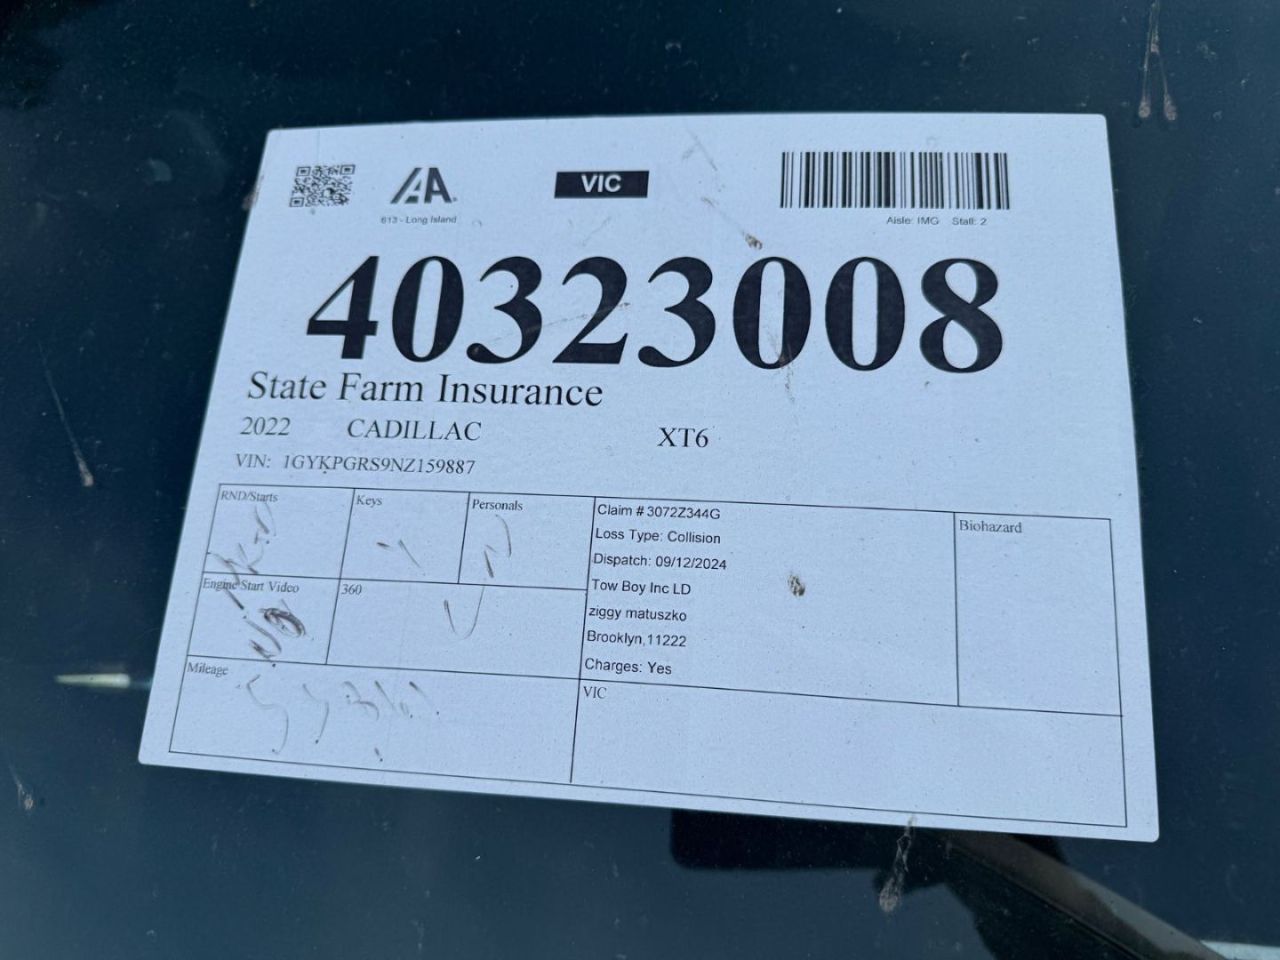 IAA
VIC
613 - Long Island
Aisle: IMG Stall: 2
40323008
State Farm Insurance
2022 CADILLAC XT6
VIN: 1GYKPGRS9NZ159887
RND/Starts
Keys
Personals
Claim # 3072Z344G
Loss Type: Collision
Dispatch: 09/12/2024
Tow Boy Inc LD
ziggy matuszko
Brooklyn,11222
Charges: Yes
Biohazard
Engine Start Video
360
Mileage
VIC